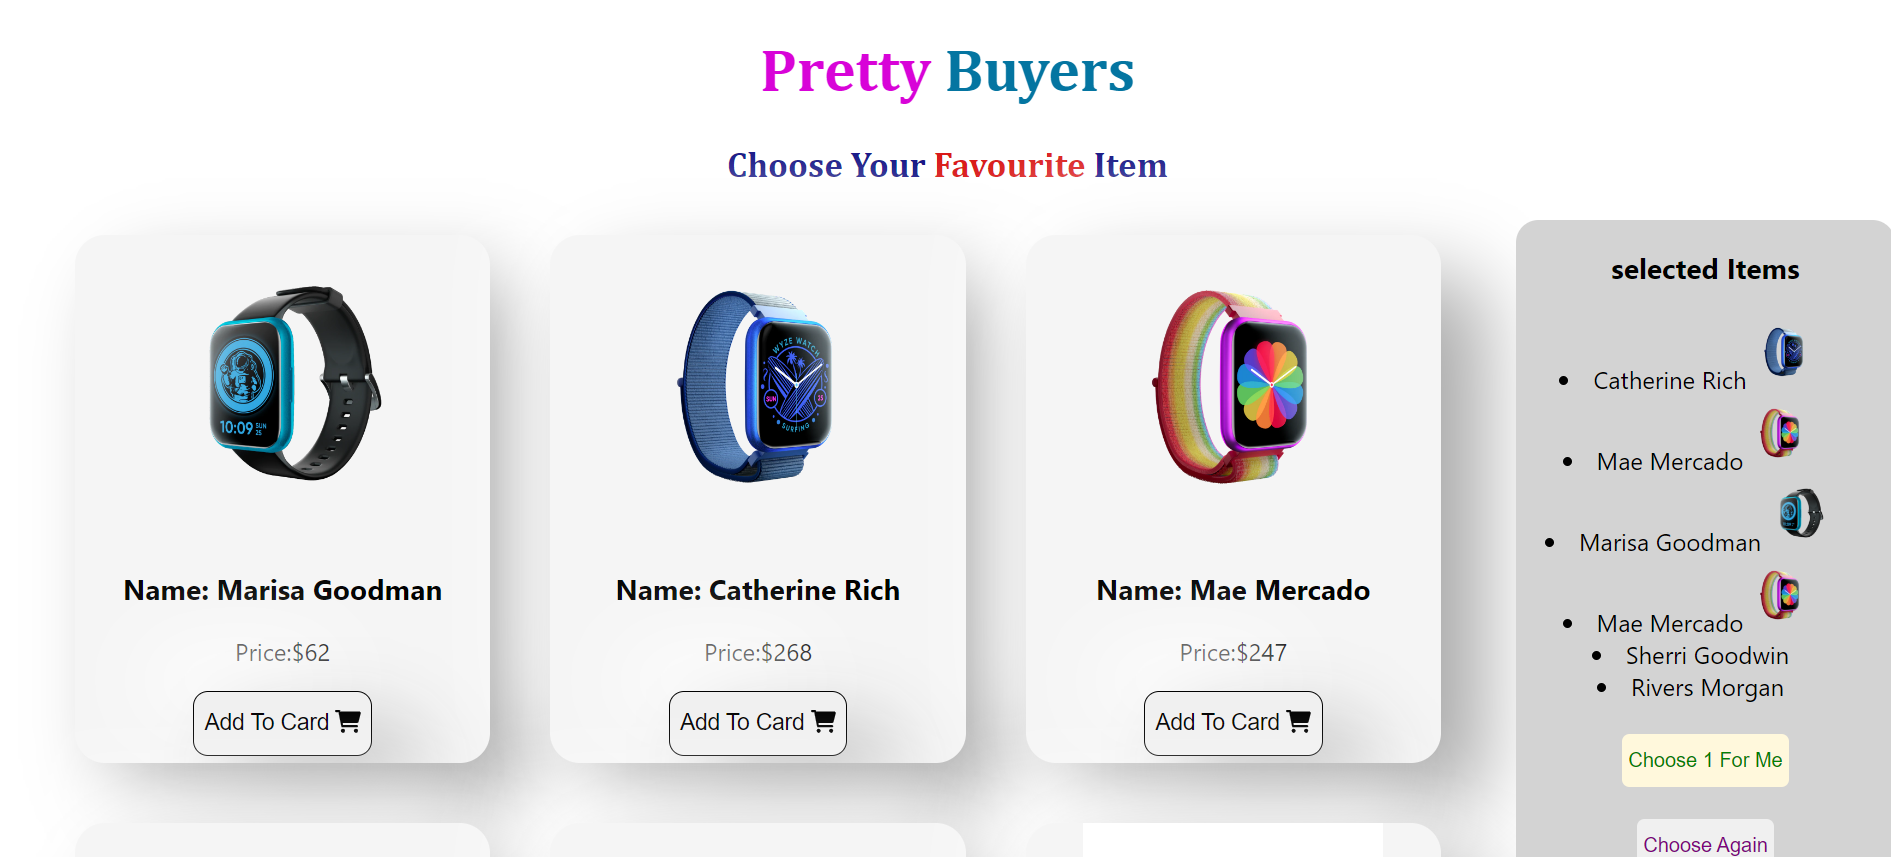 Pretty Buyers
Choose Your Favourite Item
10:09 SUN
25
Name: Marisa Goodman
Price:$62
Add To Card
WYZE WATCH
SUN 25
SURFING
Name: Catherine Rich
Price:$268
Add To Card
Name: Mae Mercado
Price:$247
Add To Card
selected Items
Catherine Rich
Mae Mercado
Marisa Goodman
Mae Mercado
Sherri Goodwin
Rivers Morgan
Choose 1 For Me
Choose Again